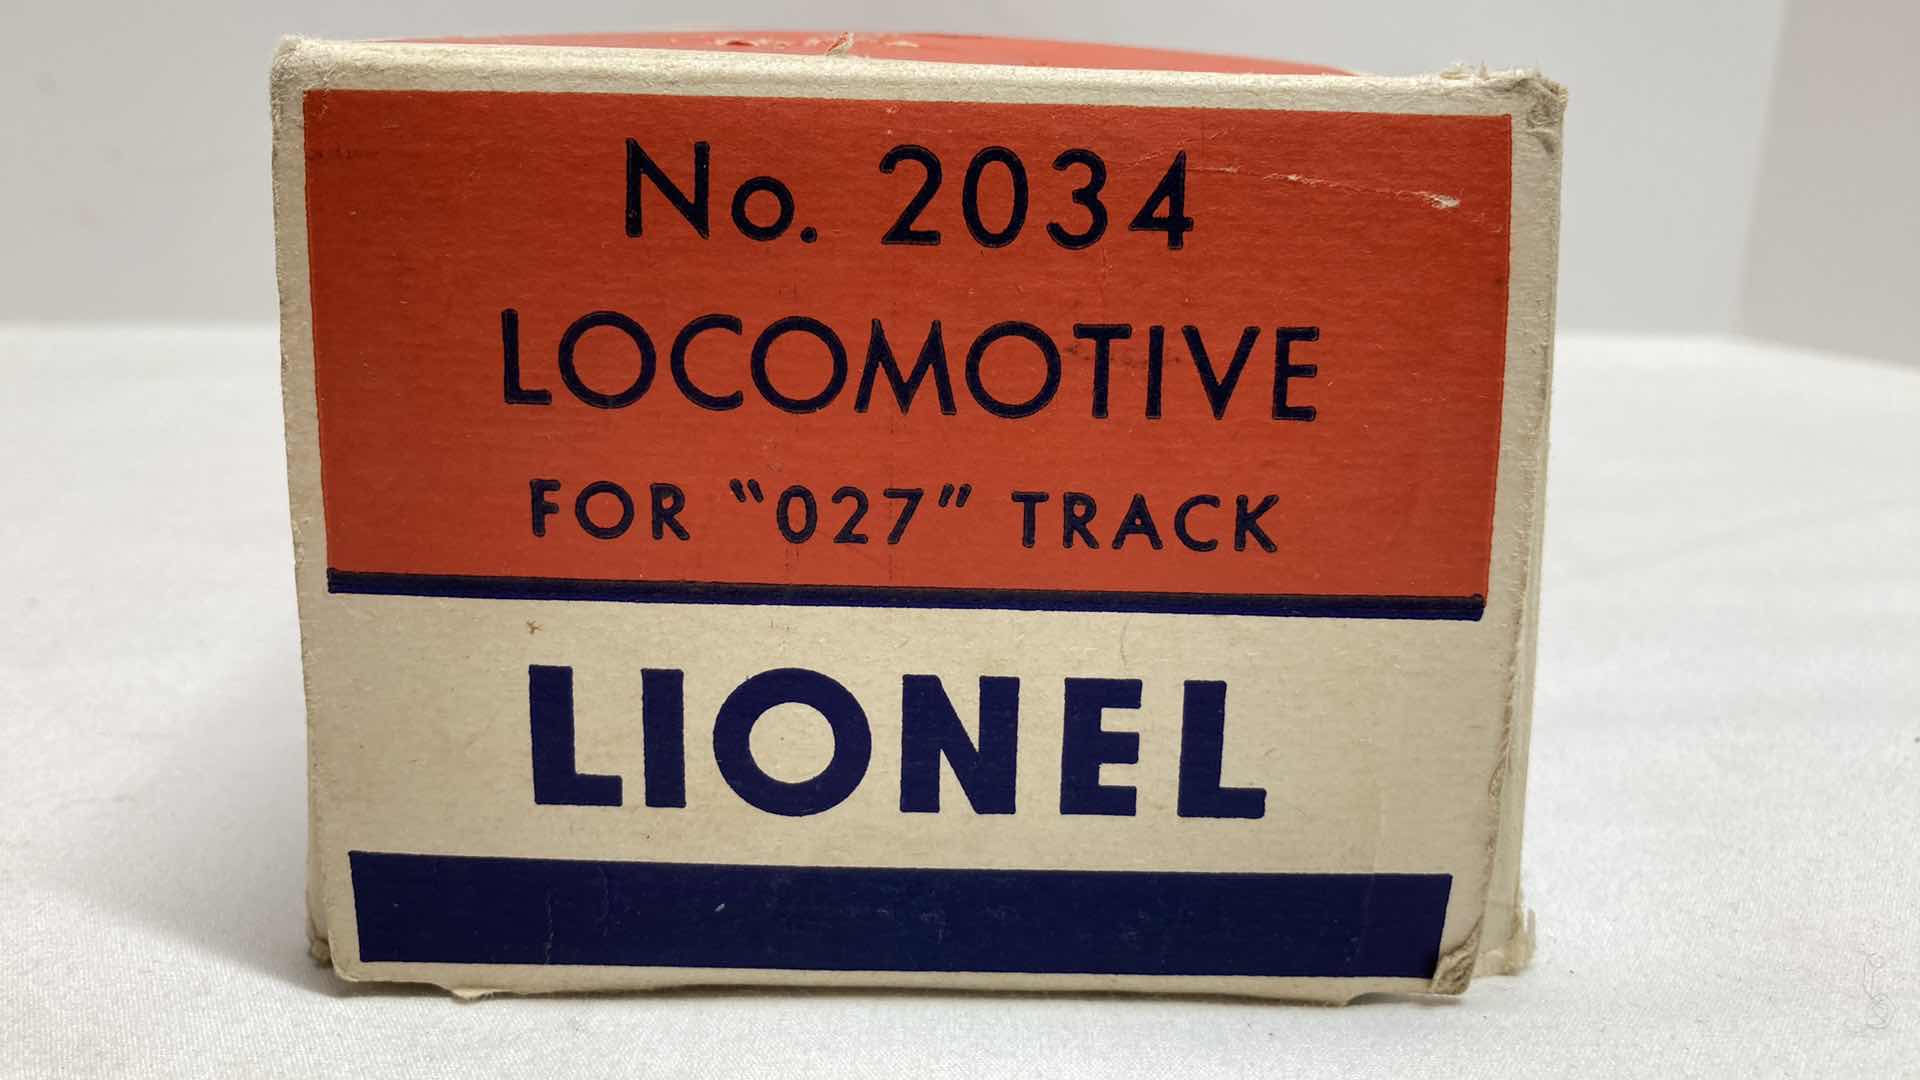 No. 2034
LOCOMOTIVE
FOR "027" TRACK
LIONEL